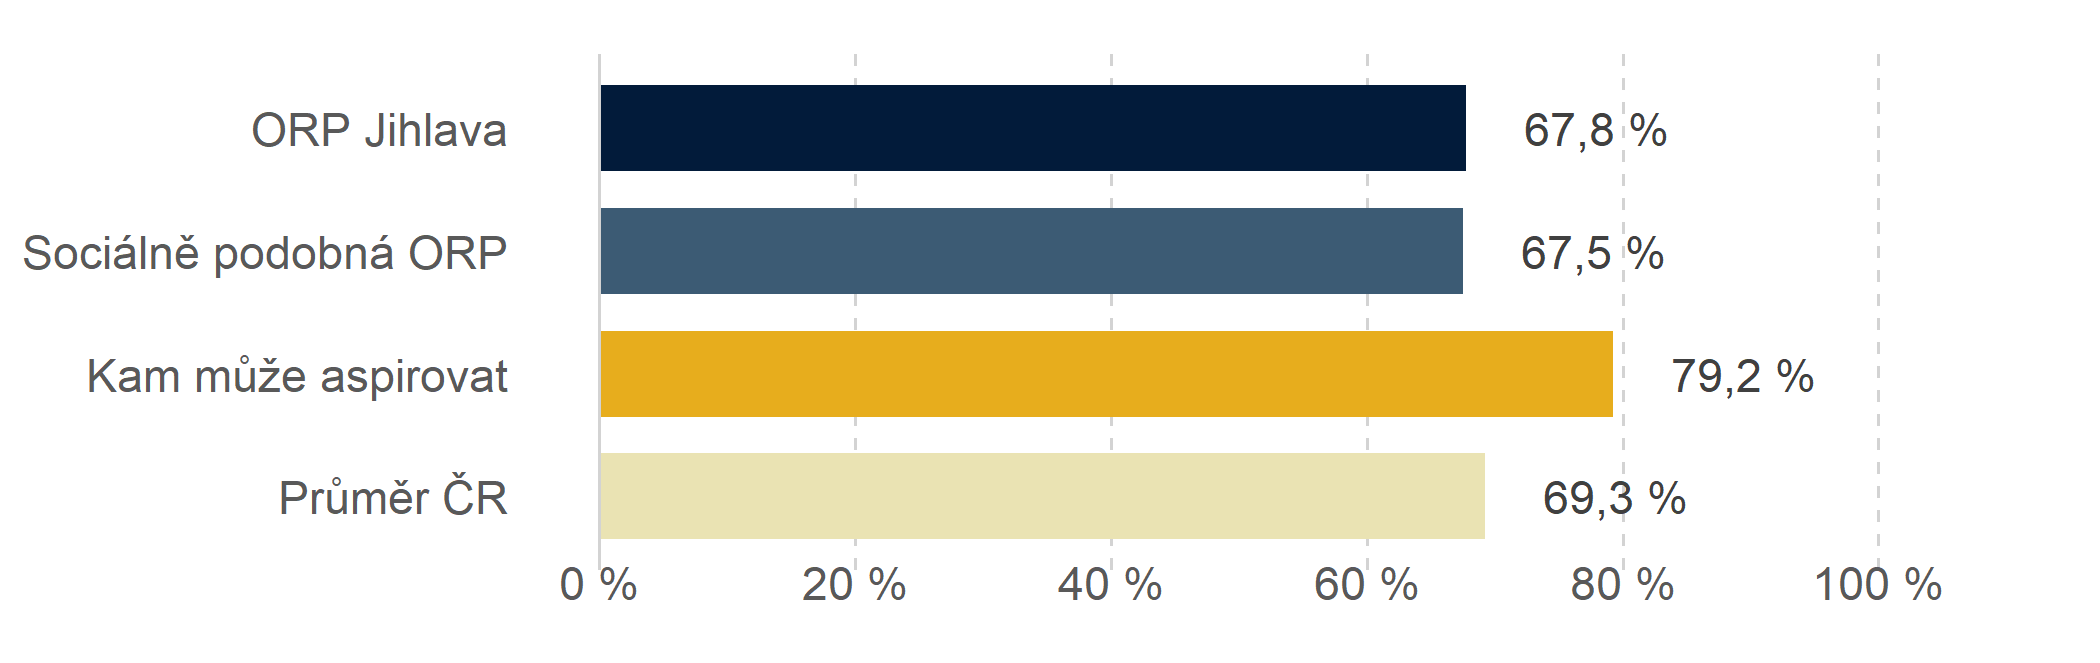 ORP Jihlava 67,8 %
Sociálně podobná ORP 67,5 %
Kam může aspirovat 79,2 %
Průměr ČR 69,3 %
0 % 20 % 40 % 60 % 80 % 100 %